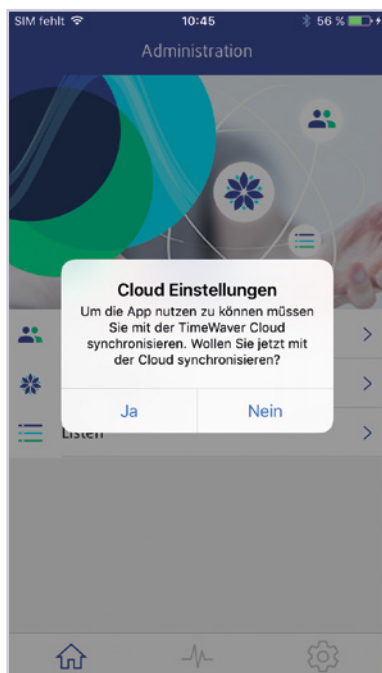 SIM fehlt 10:45 56 %
Administration
Cloud Einstellungen
Um die App nutzen zu können müssen
Sie mit der TimeWaver Cloud
synchronisieren. Wollen Sie jetzt mit
der Cloud synchronisieren?
Ja Nein
Listen